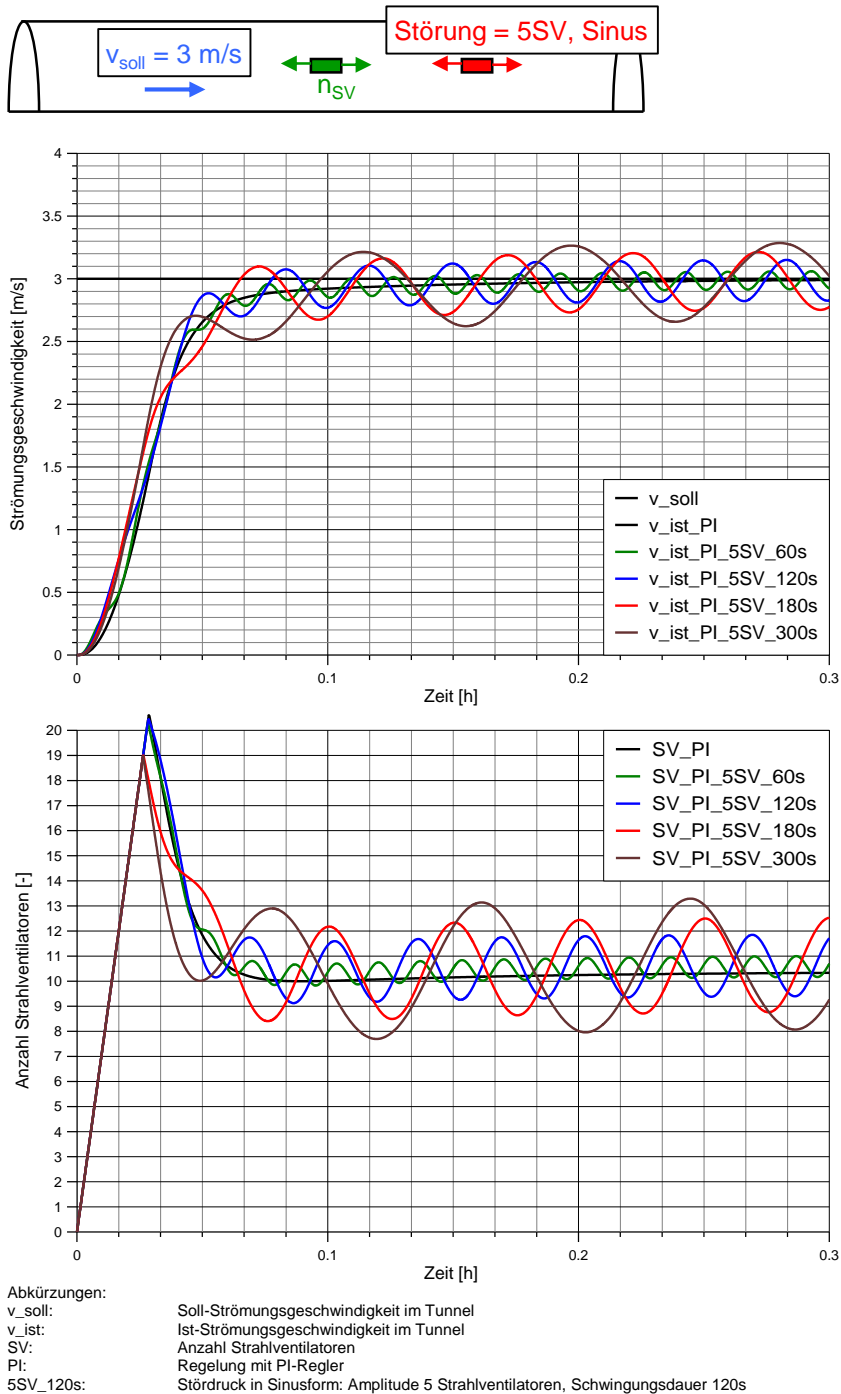 v_soll = 3 m/s
Störung = 5SV, Sinus
n_SV
4
3.5
3
2.5
2
1.5
1
0.5
0
Strömungsgeschwindigkeit [m/s]
v_soll
v_ist_PI
v_ist_PI_5SV_60s
v_ist_PI_5SV_120s
v_ist_PI_5SV_180s
v_ist_PI_5SV_300s
0 0.1 0.2 0.3
Zeit [h]
20
19
18
17
16
15
14
13
12
11
10
9
8
7
6
5
4
3
2
1
0
Anzahl Strahlventilatoren [-]
SV_PI
SV_PI_5SV_60s
SV_PI_5SV_120s
SV_PI_5SV_180s
SV_PI_5SV_300s
0 0.1 0.2 0.3
Zeit [h]
Abkürzungen:
v_soll: Soll-Strömungsgeschwindigkeit im Tunnel
v_ist: Ist-Strömungsgeschwindigkeit im Tunnel
SV: Anzahl Strahlventilatoren
PI: Regelung mit PI-Regler
5SV_120s: Stördruck in Sinusform: Amplitude 5 Strahlventilatoren, Schwingungsdauer 120s